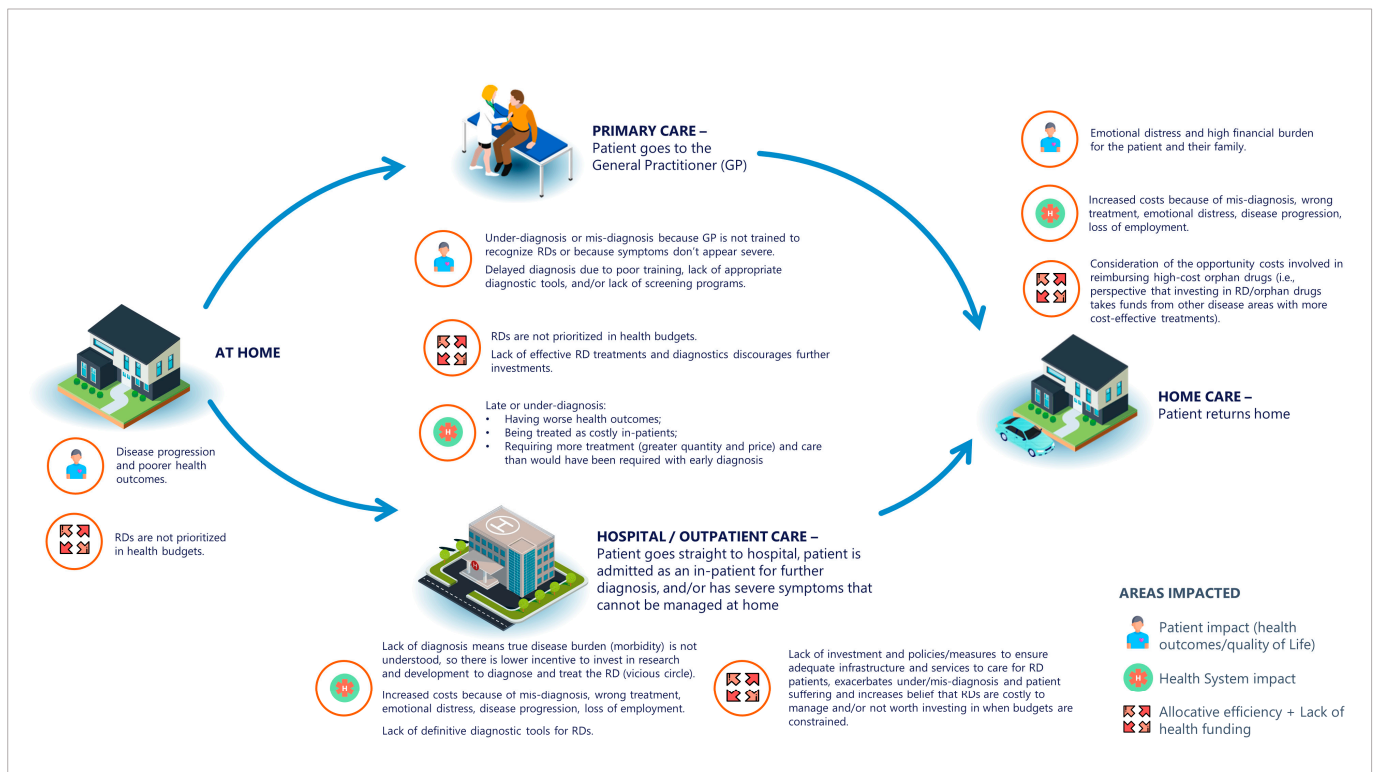 PRIMARY CARE –
Patient goes to the
General Practitioner (GP)
Under-diagnosis or mis-diagnosis because GP is not trained to
recognize RDs or because symptoms don't appear severe.
Delayed diagnosis due to poor training, lack of appropriate
diagnostic tools, and/or lack of screening programs.
RDs are not prioritized in health budgets.
Lack of effective RD treatments and diagnostics discourages further
investments.
Late or under-diagnosis:
• Having worse health outcomes;
• Being treated as costly in-patients;
• Requiring more treatment (greater quantity and price) and care
than would have been required with early diagnosis
AT HOME
Disease progression
and poorer health
outcomes.
RDs are not prioritized
in health budgets.
HOSPITAL / OUTPATIENT CARE –
Patient goes straight to hospital, patient is
admitted as an in-patient for further
diagnosis, and/or has severe symptoms that
cannot be managed at home
Lack of diagnosis means true disease burden (morbidity) is not
understood, so there is lower incentive to invest in research
and development to diagnose and treat the RD (vicious circle).
Increased costs because of mis-diagnosis, wrong treatment,
emotional distress, disease progression, loss of employment.
Lack of definitive diagnostic tools for RDs.
Lack of investment and policies/measures to ensure
adequate infrastructure and services to care for RD
patients, exacerbates under/mis-diagnosis and patient
suffering and increases belief that RDs are costly to
manage and/or not worth investing in when budgets are
constrained.
Emotional distress and high financial burden
for the patient and their family.
Increased costs because of mis-diagnosis, wrong
treatment, emotional distress, disease progression,
loss of employment.
Consideration of the opportunity costs involved in
reimbursing high-cost orphan drugs (i.e.,
perspective that investing in RD/orphan drugs
takes funds from other disease areas with more
cost-effective treatments).
HOME CARE –
Patient returns home
AREAS IMPACTED
Patient impact (health
outcomes/quality of Life)
H
Health System impact
Allocative efficiency + Lack of
health funding